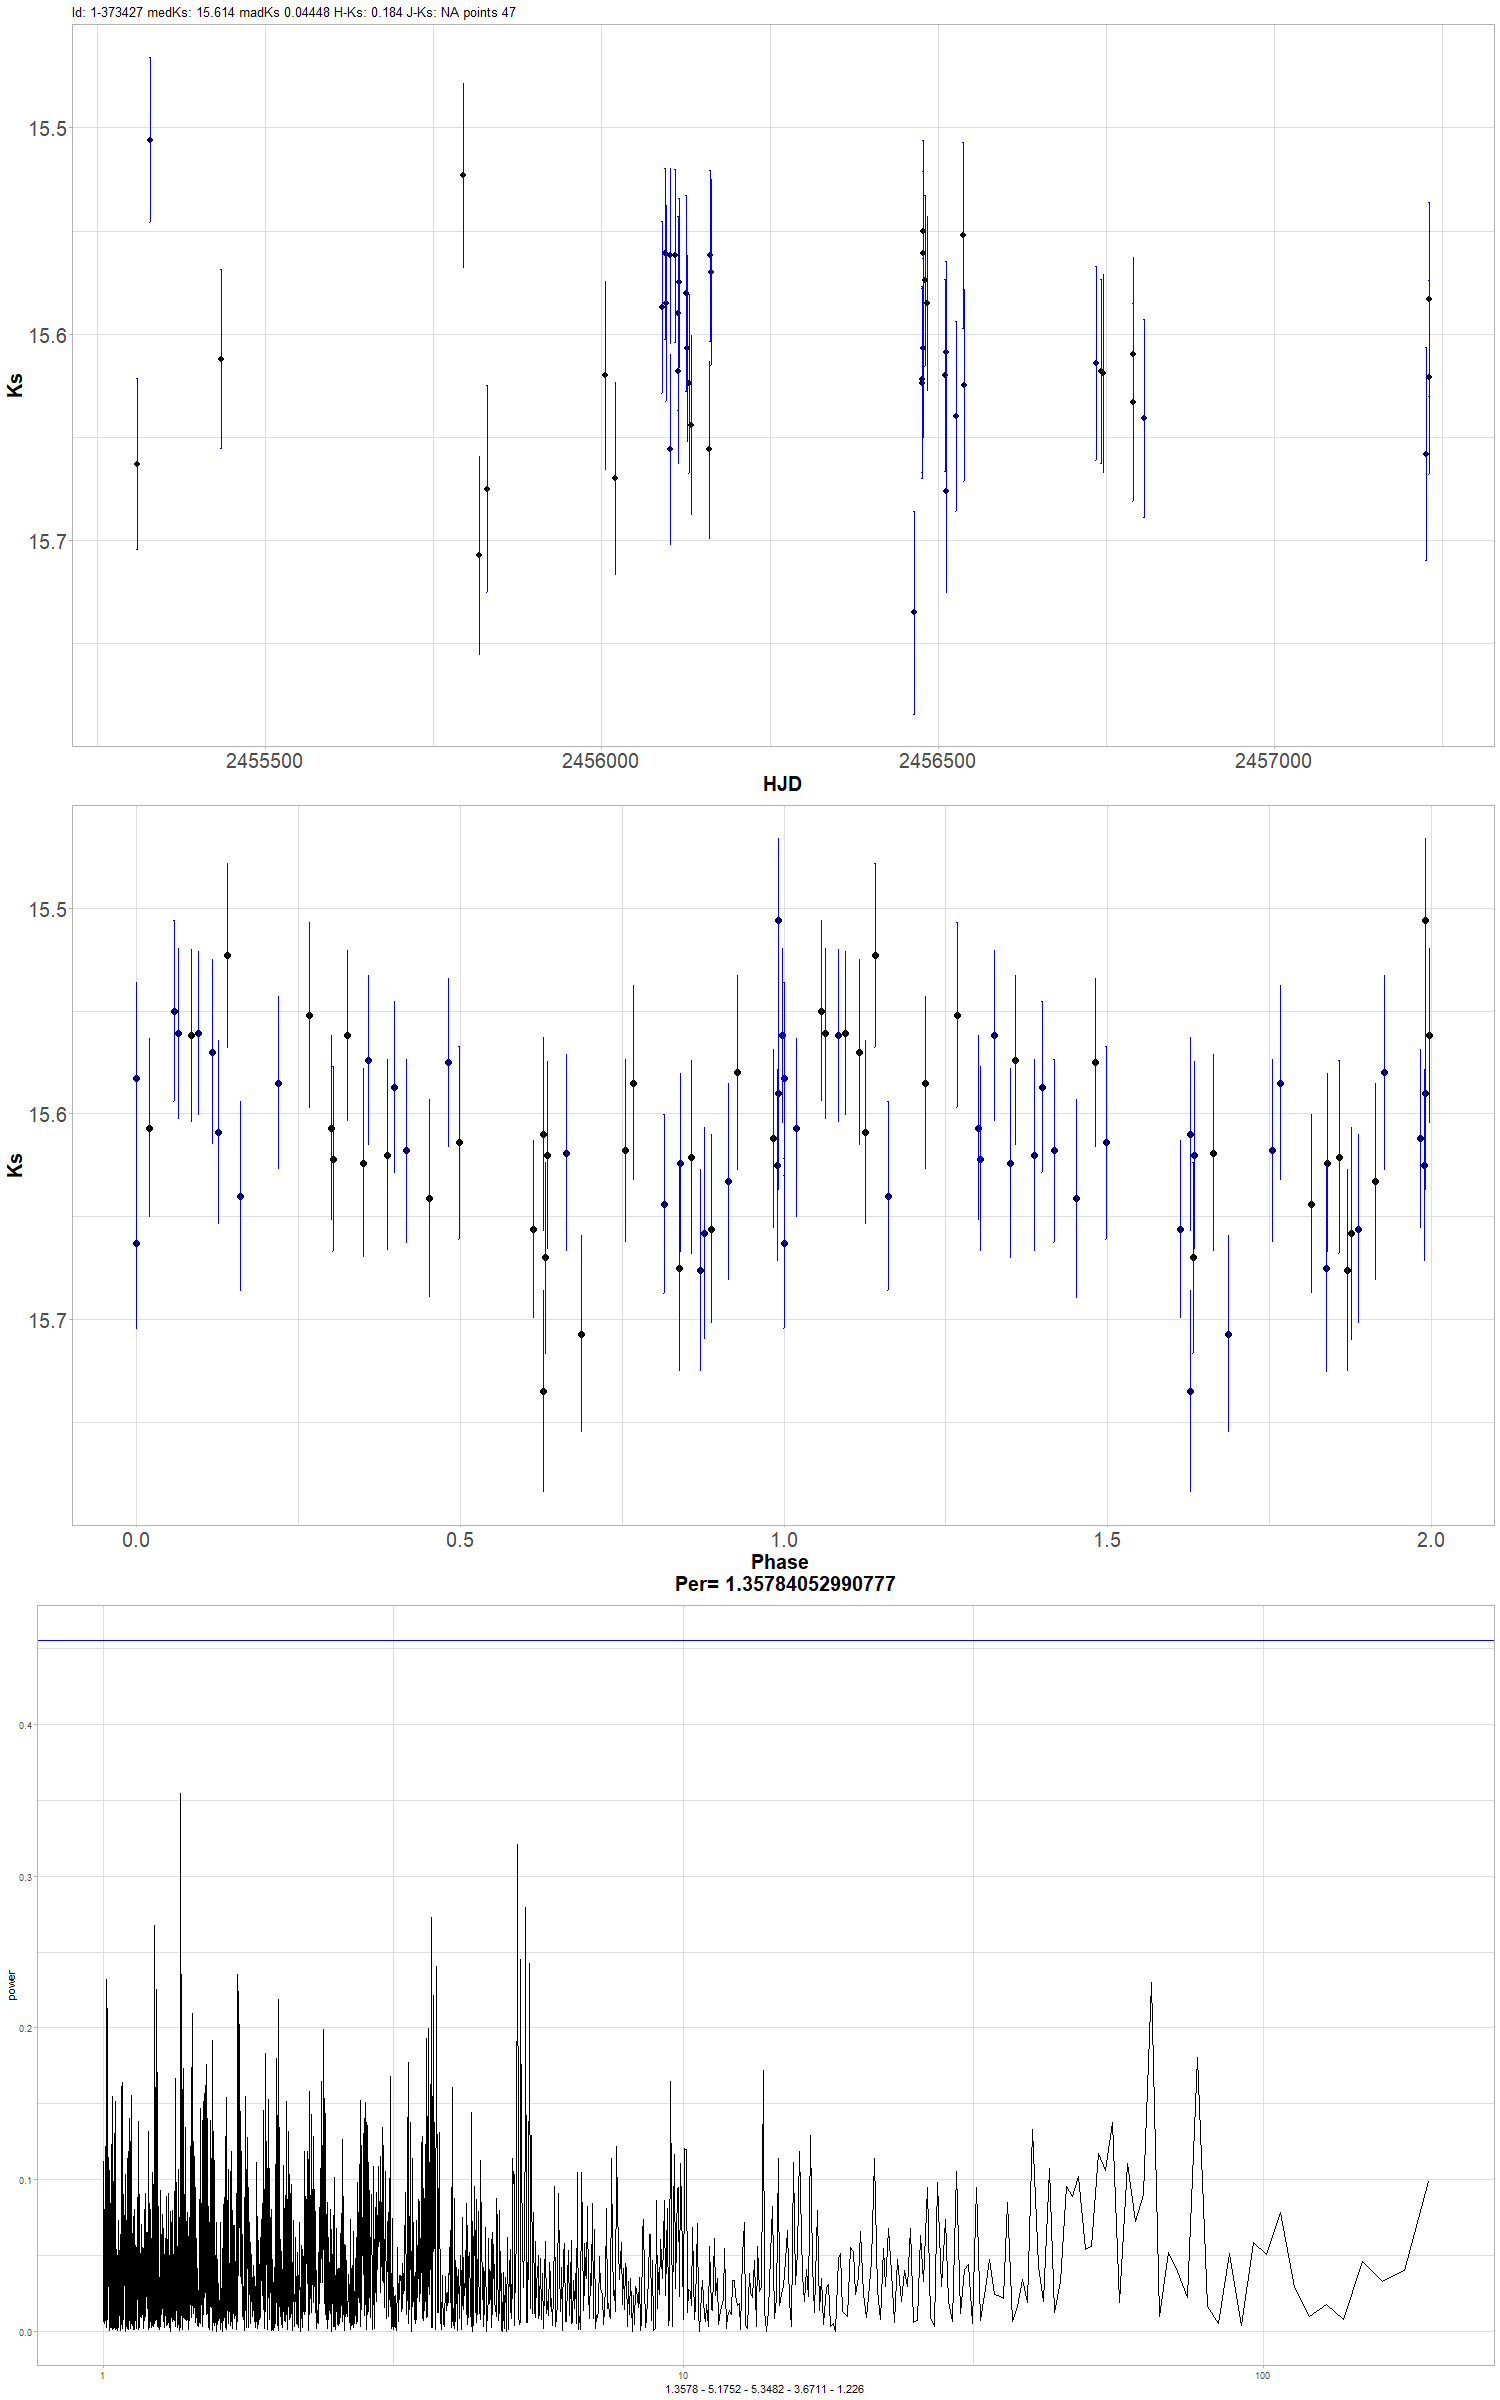 Id: 1-373427 medKs: 15.614 madKs 0.04448 H-Ks: 0.184 J-Ks: NA points 47
15.5
15.6
15.7
Ks
2455500 2456000 2456500 2457000
HJD
15.5
15.6
15.7
Ks
0.0 0.5 1.0 1.5 2.0
Phase
Per= 1.35784052990777
0.4
0.3
0.2
0.1
0.0
power
1 10 100
1.3578 - 5.1752 - 5.3482 - 3.6711 - 1.226